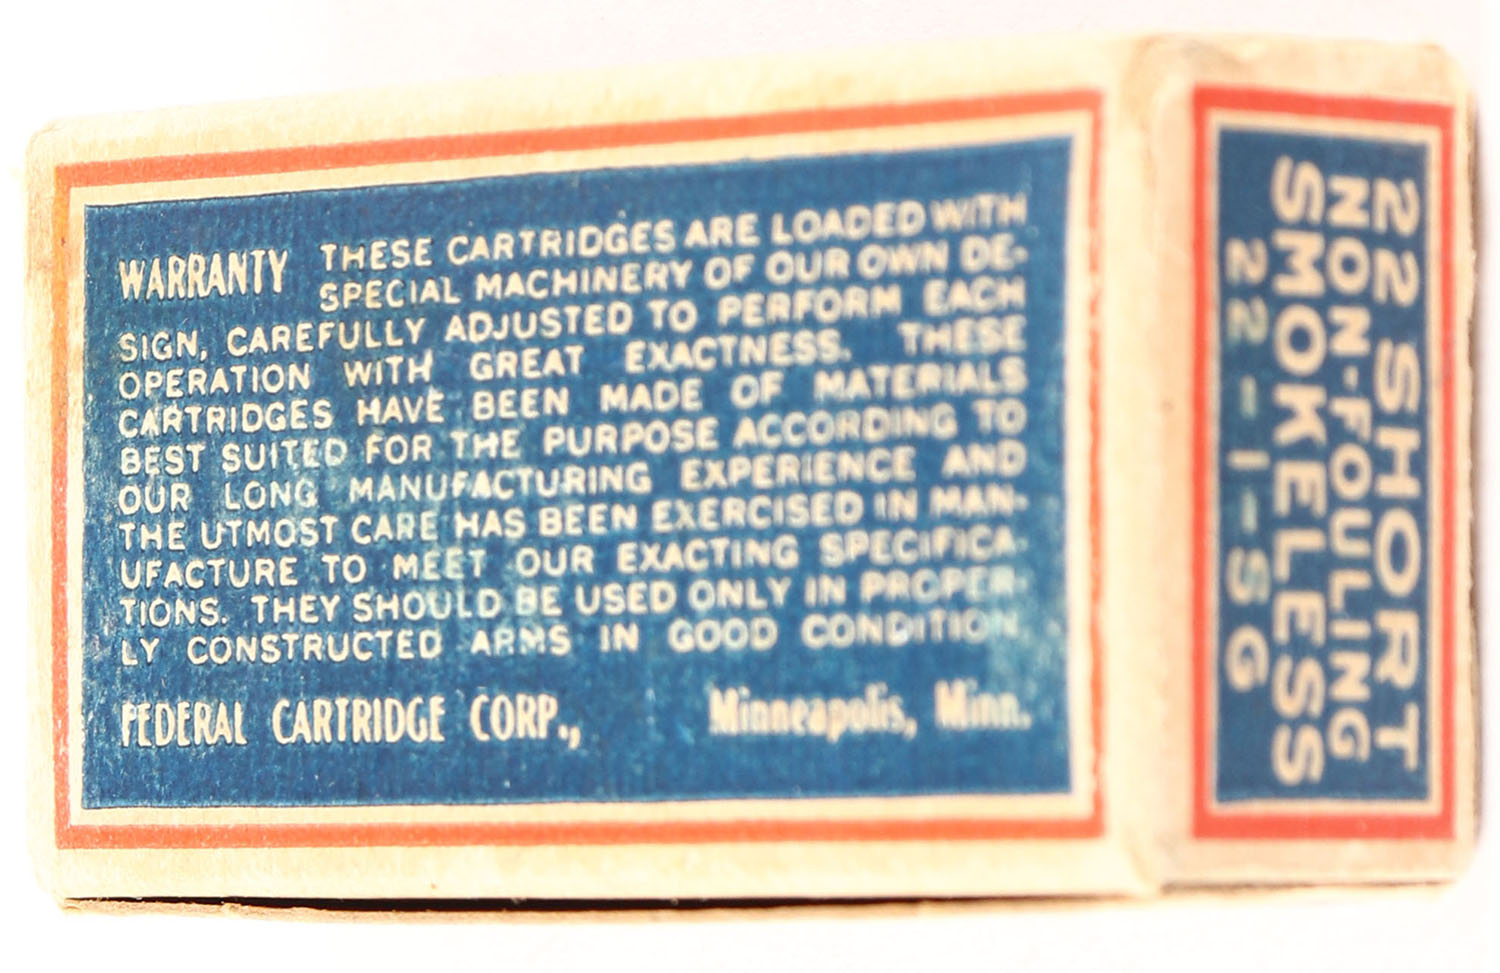 WARRANTY THESE CARTRIDGES ARE LOADED WITH
SPECIAL MACHINERY OF OUR OWN DE-
SIGN, CAREFULLY ADJUSTED TO PERFORM EACH
OPERATION WITH GREAT EXACTNESS. THESE
CARTRIDGES HAVE BEEN MADE OF MATERIALS
BEST SUITED FOR THE PURPOSE ACCORDING TO
OUR LONG MANUFACTURING EXPERIENCE AND
THE UTMOST CARE HAS BEEN EXERCISED IN MAN-
UFACTURE TO MEET OUR EXACTING SPECIFICA-
TIONS. THEY SHOULD BE USED ONLY IN PROPER-
LY CONSTRUCTED ARMS IN GOOD CONDITION.
FEDERAL CARTRIDGE CORP., Minneapolis, Minn.
22 SHORT
NON-FOULING
SMOKELESS
22-1-SG